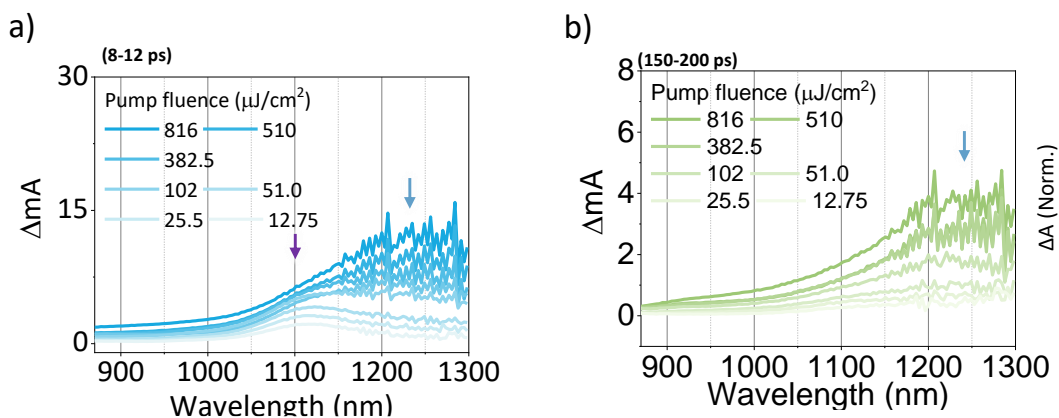 a)
(8-12 ps)
30
15
0
ΔmA
Pump fluence (μJ/cm²)
816 510
382.5
102 51.0
25.5 12.75
900 1000 1100 1200 1300
Wavelength (nm)
b)
(150-200 ps)
8
6
4
2
0
ΔmA
Pump fluence (μJ/cm²)
816 510
382.5
102 51.0
25.5 12.75
900 1000 1100 1200 1300
Wavelength (nm)
ΔA (Norm.)